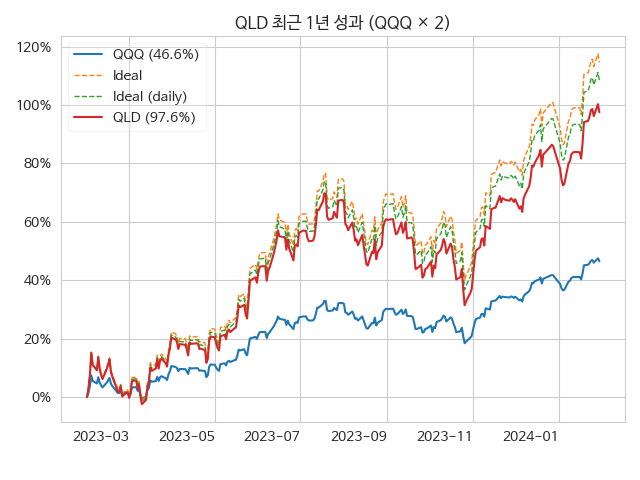 QLD 최근 1년 성과 (QQQ × 2)
120%
100%
80%
60%
40%
20%
0%
QQQ (46.6%)
Ideal
Ideal (daily)
QLD (97.6%)
2023−03
2023−05
2023−07
2023−09
2023−11
2024−01